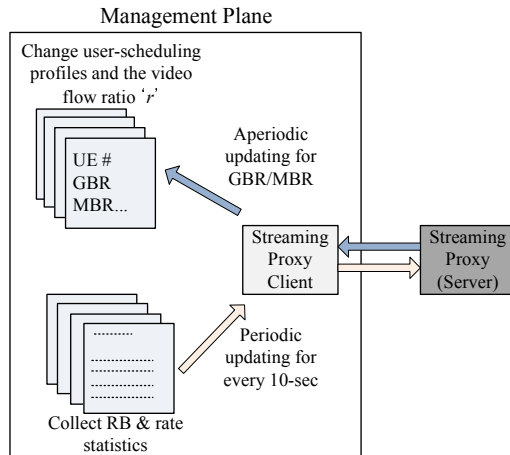 Management Plane
Change user-scheduling
profiles and the video
flow ratio ‘r’
UE #
GBR
MBR...
Aperiodic
updating for
GBR/MBR
Streaming
Proxy
Client
Streaming
Proxy
(Server)
Periodic
updating for
every 10-sec
Collect RB & rate
statistics